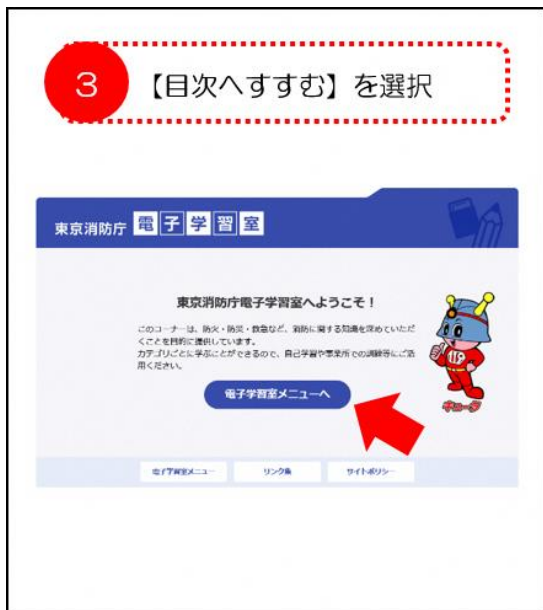 3
【目次へすすむ】を選択
東京消防庁 電子学習室
東京消防庁電子学習室へようこそ！
このコーナーは、防火・防災・救急など、消防に関する知識を深めていただ
くことを目的に提供しています。
カテゴリごとに学ぶことができるので、自己学習や事業所での訓練等にご活
用ください。
電子学習室メニューへ
119
キュータ
電子学習室メニュー
リンク集
サイトポリシー